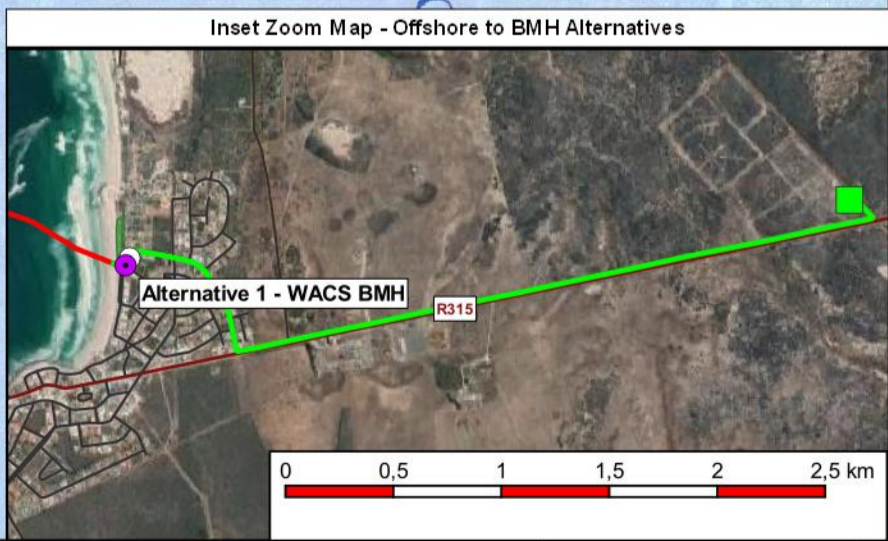 Inset Zoom Map - Offshore to BMH Alternatives
Alternative 1 - WACS BMH
R315
0 0,5 1 1,5 2 2,5 km